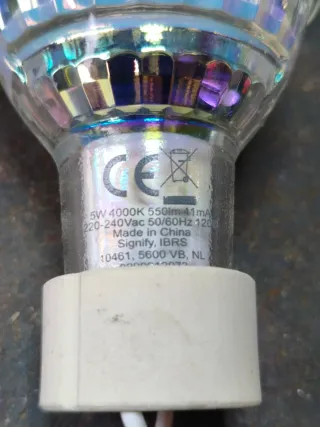 CE
5W 4000K 550lm 41mA
220-240Vac 50/60Hz
Made in China
Signify, IBRS
10461, 5600 VB, NL